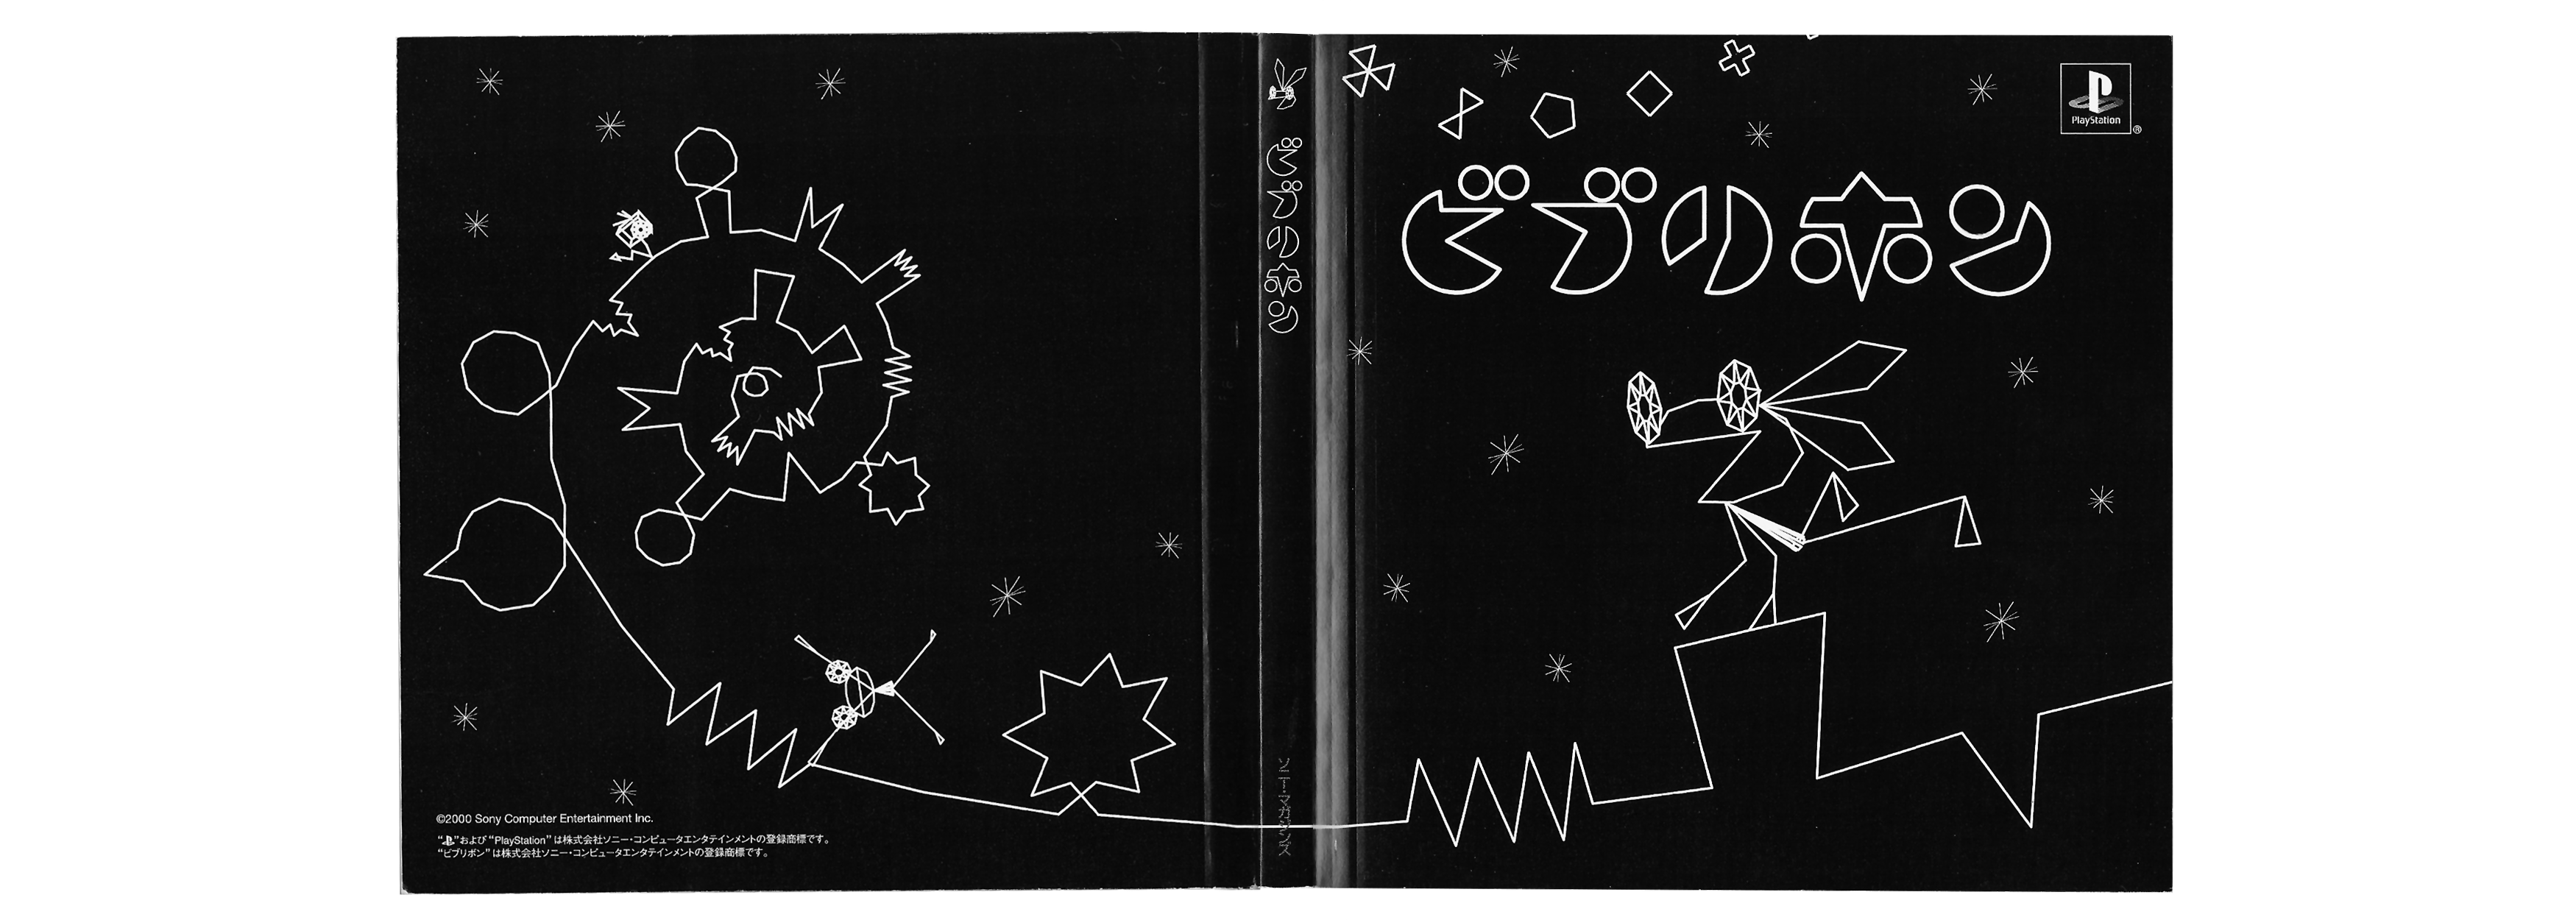 ビブリボン
PlayStation
®
ビブリボン
ソニー・マガジンズ
©2000 Sony Computer Entertainment Inc.
“ ”および“PlayStation”は株式会社ソニー・コンピュータエンタテインメントの登録商標です。
“ビブリボン”は株式会社ソニー・コンピュータエンタテインメントの登録商標です。